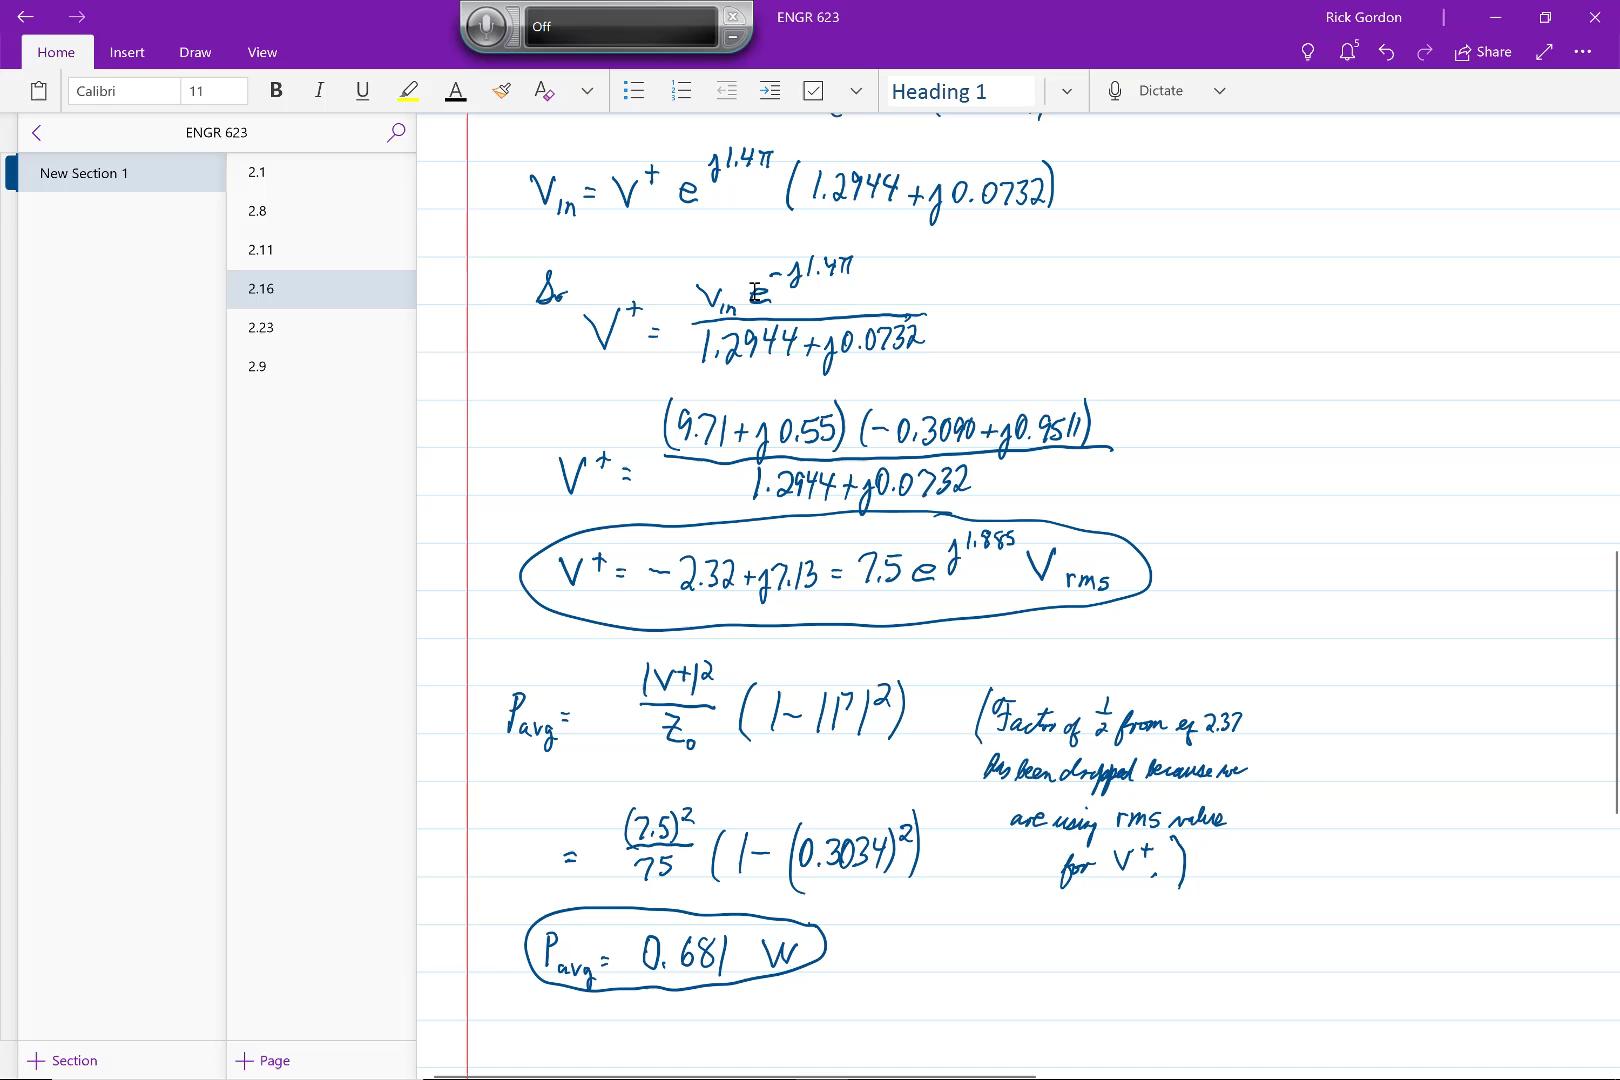 Off
ENGR 623
Rick Gordon
Home Insert Draw View
5
Share
Calibri 11 B I U A A Heading 1 Dictate
ENGR 623
New Section 1
2.1
2.8
2.11
2.16
2.23
2.9
+ Section
+ Page
V_in = V^+ e^{j1.4π} (1.2944 + j0.0732)
So V^+ = \frac{V_in e^{-j1.4π}}{1.2944 + j0.0732}
V^+ = \frac{(9.71 + j0.55)(-0.3090 + j0.9511)}{1.2944 + j0.0732}
V^+ = -2.32 + j7.13 = 7.5 e^{j1.885} V_rms
P_avg = \frac{|V^+|^2}{Z_0} (1 - |Γ|^2)
(Factor of 1/2 from eq 2.37
has been dropped because we
are using rms value
for V^+.)
= \frac{(7.5)^2}{75} (1 - (0.3034)^2)
P_avg = 0.681 W